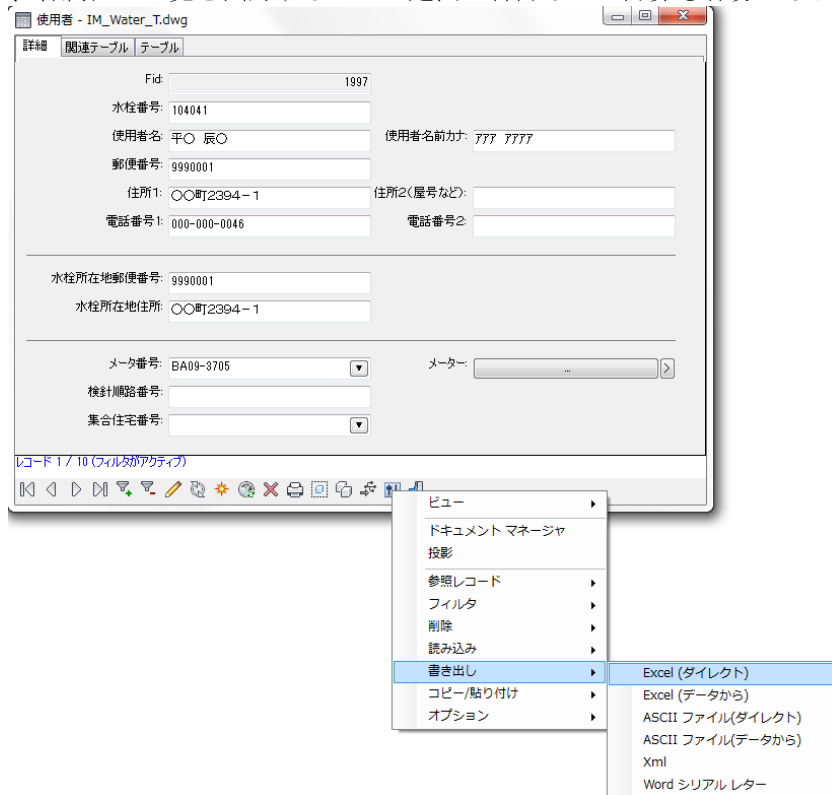 使用者 - IM_Water_T.dwg
詳細 関連テーブル テーブル
Fid: 1997
水栓番号: 104041
使用者名: 平〇 辰〇 使用者名前カナ: アアア アアアア
郵便番号: 9990001
住所1: 〇〇町2394-1 住所2(屋号など):
電話番号1: 000-000-0046 電話番号2:
水栓所在地郵便番号: 9990001
水栓所在地住所: 〇〇町2394-1
メータ番号: BA09-3705 メーター: ...
検針順路番号:
集合住宅番号:
レコード 1 / 10 (フィルタがアクティブ)
ビュー
ドキュメント マネージャ
投影
参照レコード
フィルタ
削除
読み込み
書き出し
コピー/貼り付け
オプション
Excel (ダイレクト)
Excel (データから)
ASCII ファイル(ダイレクト)
ASCII ファイル(データから)
Xml
Word シリアル レター